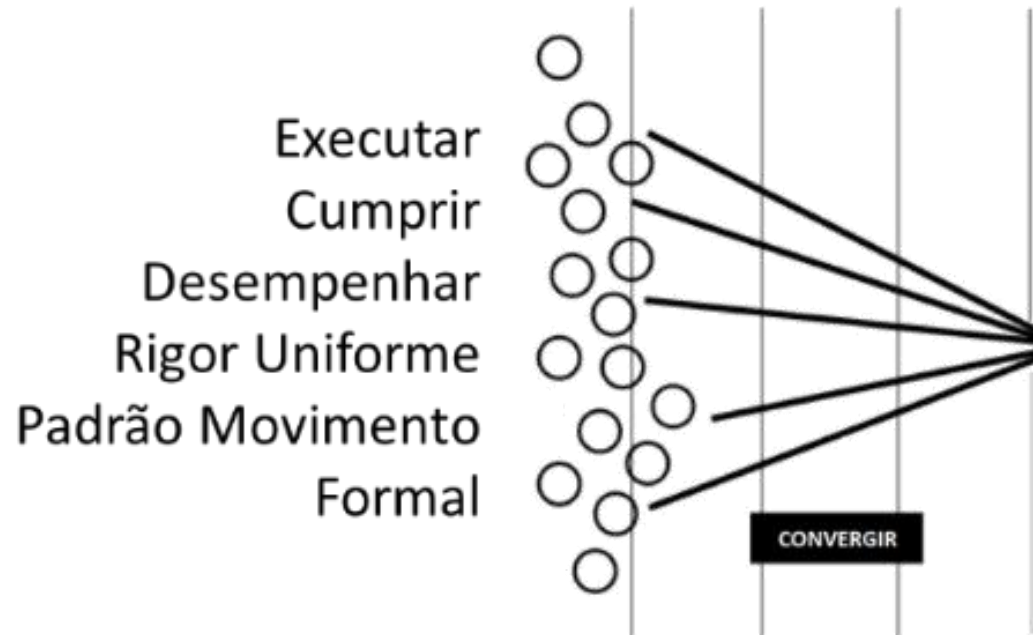 Executar
Cumprir
Desempenhar
Rigor Uniforme
Padrão Movimento
Formal
CONVERGIR